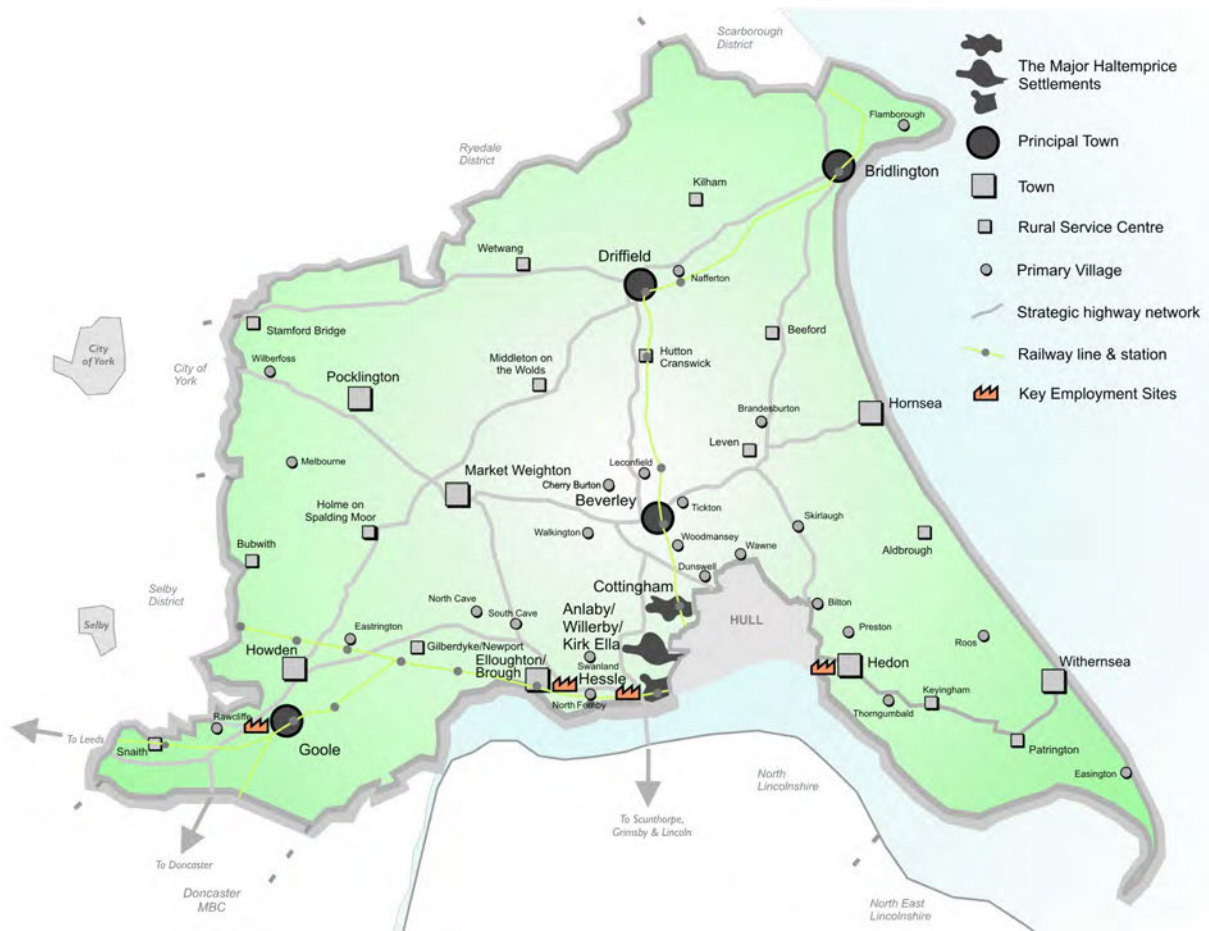 Scarborough
District
The Major Haltemprice
Settlements
Flamborough
Ryedale
District
Principal Town
Bridlington
Kilham
Town
Rural Service Centre
Wetwang
Driffield
Nafferton
Primary Village
Strategic highway network
Stamford Bridge
Beeford
City
of York
Wilberfoss
Hutton
Cranswick
Railway line & station
City of
York
Middleton on
the Wolds
Pocklington
Key Employment Sites
Hornsea
Brandesburton
Leven
Melbourne
Market Weighton
Leconfield
Cherry Burton
Beverley
Tickton
Holme on
Spalding Moor
Skirlaugh
Walkington
Woodmansey
Wawne
Aldbrough
Bubwith
Dunswell
Selby
District
Cottingham
North Cave
South Cave
Anlaby/
Willerby/
Kirk Ella
HULL
Bilton
Selby
Eastrington
Preston
Roos
Gilberdyke/Newport
Howden
Elloughton/
Brough
Swanland
Hessle
Hedon
Withernsea
North Ferriby
Keyingham
Thorngumbald
Rawcliffe
To Leeds
Snaith
Goole
Patrington
Easington
North
Lincolnshire
To Scunthorpe,
Grimsby & Lincoln
To Doncaster
Doncaster
MBC
North East
Lincolnshire